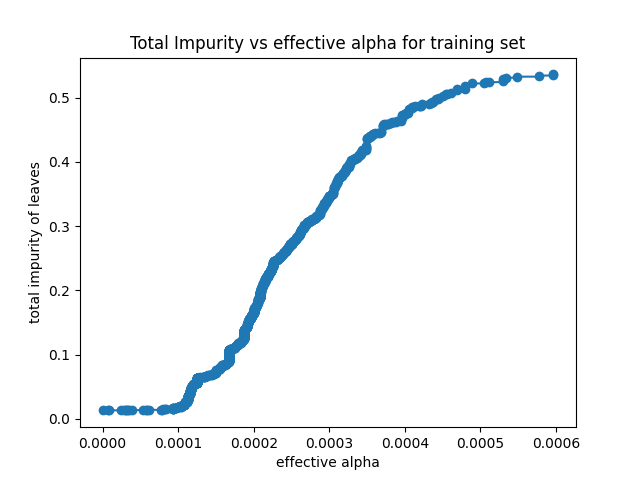 Total Impurity vs effective alpha for training set
total impurity of leaves
0.5
0.4
0.3
0.2
0.1
0.0
0.0000 0.0001 0.0002 0.0003 0.0004 0.0005 0.0006
effective alpha